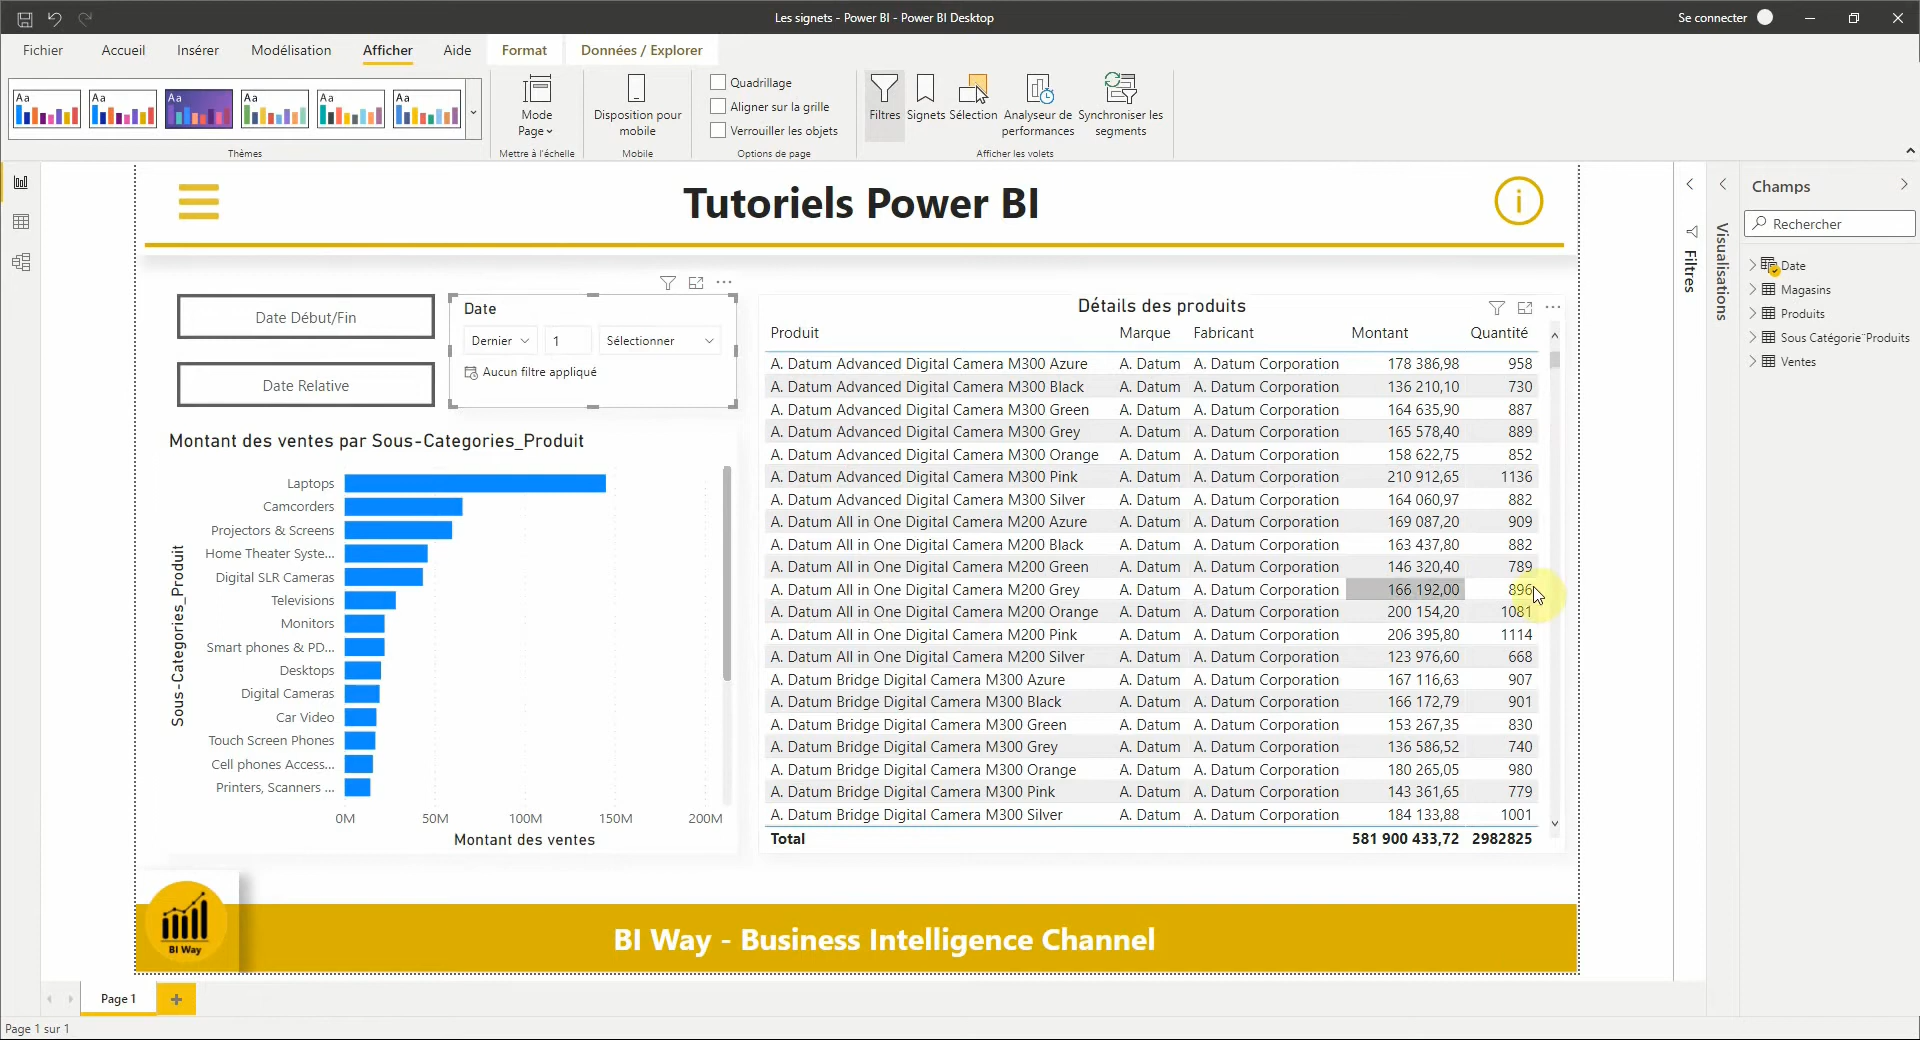 Les signets - Power BI - Power BI Desktop
Se connecter
Fichier Accueil Insérer Modélisation Afficher Aide Format Données / Explorer
Aa Aa Aa Aa Aa Aa
Thèmes
Mode
Page
Mettre à l'échelle
Disposition pour
mobile
Mobile
Quadrillage
Aligner sur la grille
Verrouiller les objets
Options de page
Filtres
Signets
Sélection
Analyseur de
performances
Synchroniser les
segments
Afficher les volets
Tutoriels Power BI
i
Date Début/Fin
Date Relative
Date
Dernier 1 Sélectionner
Aucun filtre appliqué
Montant des ventes par Sous-Categories_Produit
Sous-Categories_Produit
Laptops
Camcorders
Projectors & Screens
Home Theater Syste...
Digital SLR Cameras
Televisions
Monitors
Smart phones & PD...
Desktops
Digital Cameras
Car Video
Touch Screen Phones
Cell phones Access...
Printers, Scanners ...
0M 50M 100M 150M 200M
Montant des ventes
Détails des produits
Produit Marque Fabricant Montant Quantité
A. Datum Advanced Digital Camera M300 Azure A. Datum A. Datum Corporation 178 386,98 958
A. Datum Advanced Digital Camera M300 Black A. Datum A. Datum Corporation 136 210,10 730
A. Datum Advanced Digital Camera M300 Green A. Datum A. Datum Corporation 164 635,90 887
A. Datum Advanced Digital Camera M300 Grey A. Datum A. Datum Corporation 165 578,40 889
A. Datum Advanced Digital Camera M300 Orange A. Datum A. Datum Corporation 158 622,75 852
A. Datum Advanced Digital Camera M300 Pink A. Datum A. Datum Corporation 210 912,65 1136
A. Datum Advanced Digital Camera M300 Silver A. Datum A. Datum Corporation 164 060,97 882
A. Datum All in One Digital Camera M200 Azure A. Datum A. Datum Corporation 169 087,20 909
A. Datum All in One Digital Camera M200 Black A. Datum A. Datum Corporation 163 437,80 882
A. Datum All in One Digital Camera M200 Green A. Datum A. Datum Corporation 146 320,40 789
A. Datum All in One Digital Camera M200 Grey A. Datum A. Datum Corporation 166 192,00 896
A. Datum All in One Digital Camera M200 Orange A. Datum A. Datum Corporation 200 154,20 1081
A. Datum All in One Digital Camera M200 Pink A. Datum A. Datum Corporation 206 395,80 1114
A. Datum All in One Digital Camera M200 Silver A. Datum A. Datum Corporation 123 976,60 668
A. Datum Bridge Digital Camera M300 Azure A. Datum A. Datum Corporation 167 116,63 907
A. Datum Bridge Digital Camera M300 Black A. Datum A. Datum Corporation 166 172,79 901
A. Datum Bridge Digital Camera M300 Green A. Datum A. Datum Corporation 153 267,35 830
A. Datum Bridge Digital Camera M300 Grey A. Datum A. Datum Corporation 136 586,52 740
A. Datum Bridge Digital Camera M300 Orange A. Datum A. Datum Corporation 180 265,05 980
A. Datum Bridge Digital Camera M300 Pink A. Datum A. Datum Corporation 143 361,65 779
A. Datum Bridge Digital Camera M300 Silver A. Datum A. Datum Corporation 184 133,88 1001
Total 581 900 433,72 2982825
BI Way
BI Way - Business Intelligence Channel
Filtres
Visualisations
Champs
Rechercher
Date
Magasins
Produits
Sous Catégorie¨Produits
Ventes
Page 1
Page 1 sur 1